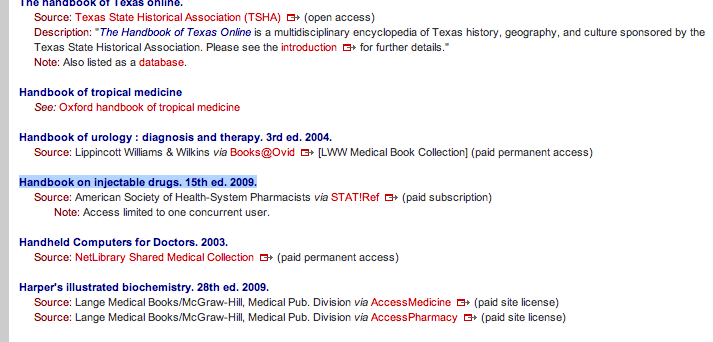 The handbook of Texas online.
Source: Texas State Historical Association (TSHA) (open access)
Description: "The Handbook of Texas Online is a multidisciplinary encyclopedia of Texas history, geography, and culture sponsored by the
Texas State Historical Association. Please see the introduction for further details."
Note: Also listed as a database.
Handbook of tropical medicine
See: Oxford handbook of tropical medicine
Handbook of urology : diagnosis and therapy. 3rd ed. 2004.
Source: Lippincott Williams & Wilkins via Books@Ovid [LWW Medical Book Collection] (paid permanent access)
Handbook on injectable drugs. 15th ed. 2009.
Source: American Society of Health-System Pharmacists via STAT!Ref (paid subscription)
Note: Access limited to one concurrent user.
Handheld Computers for Doctors. 2003.
Source: NetLibrary Shared Medical Collection (paid permanent access)
Harper's illustrated biochemistry. 28th ed. 2009.
Source: Lange Medical Books/McGraw-Hill, Medical Pub. Division via AccessMedicine (paid site license)
Source: Lange Medical Books/McGraw-Hill, Medical Pub. Division via AccessPharmacy (paid site license)